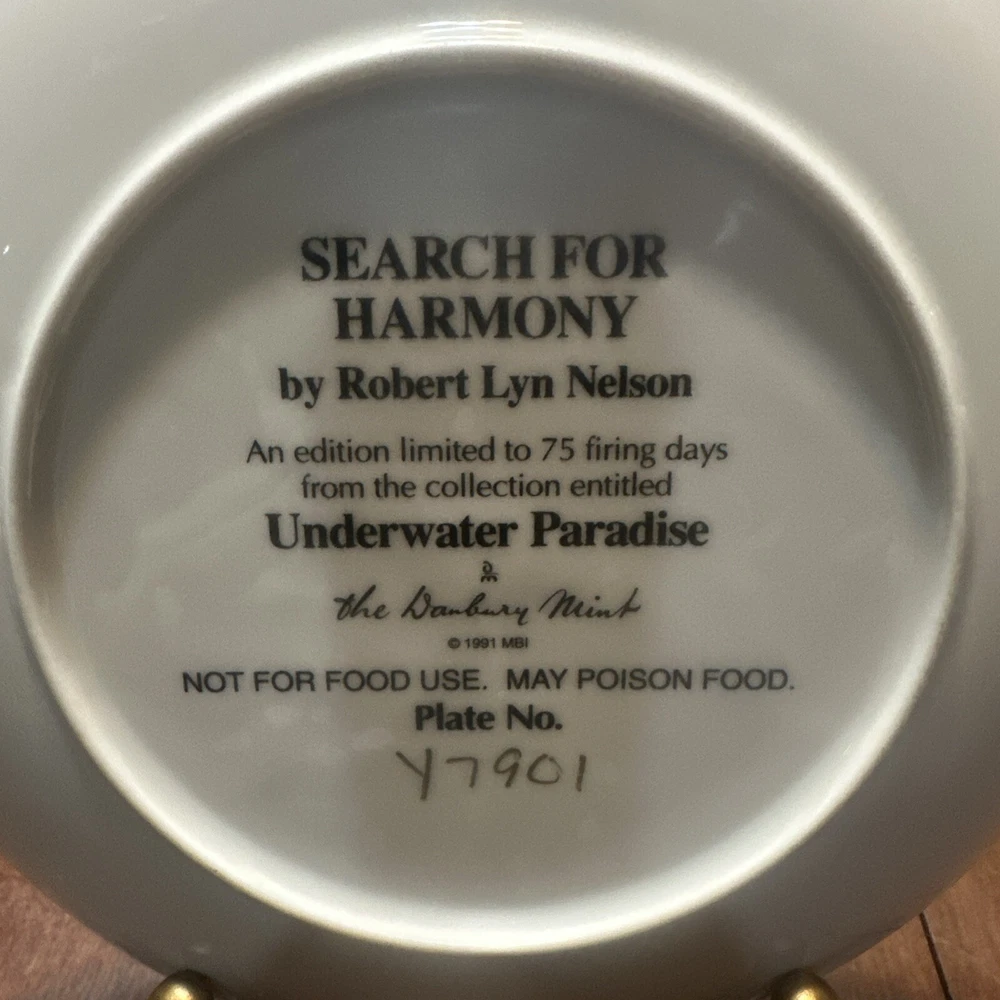 SEARCH FOR
HARMONY
by Robert Lyn Nelson
An edition limited to 75 firing days
from the collection entitled
Underwater Paradise
The Danbury Mint
© 1991 MBI
NOT FOR FOOD USE. MAY POISON FOOD.
Plate No.
Y7901